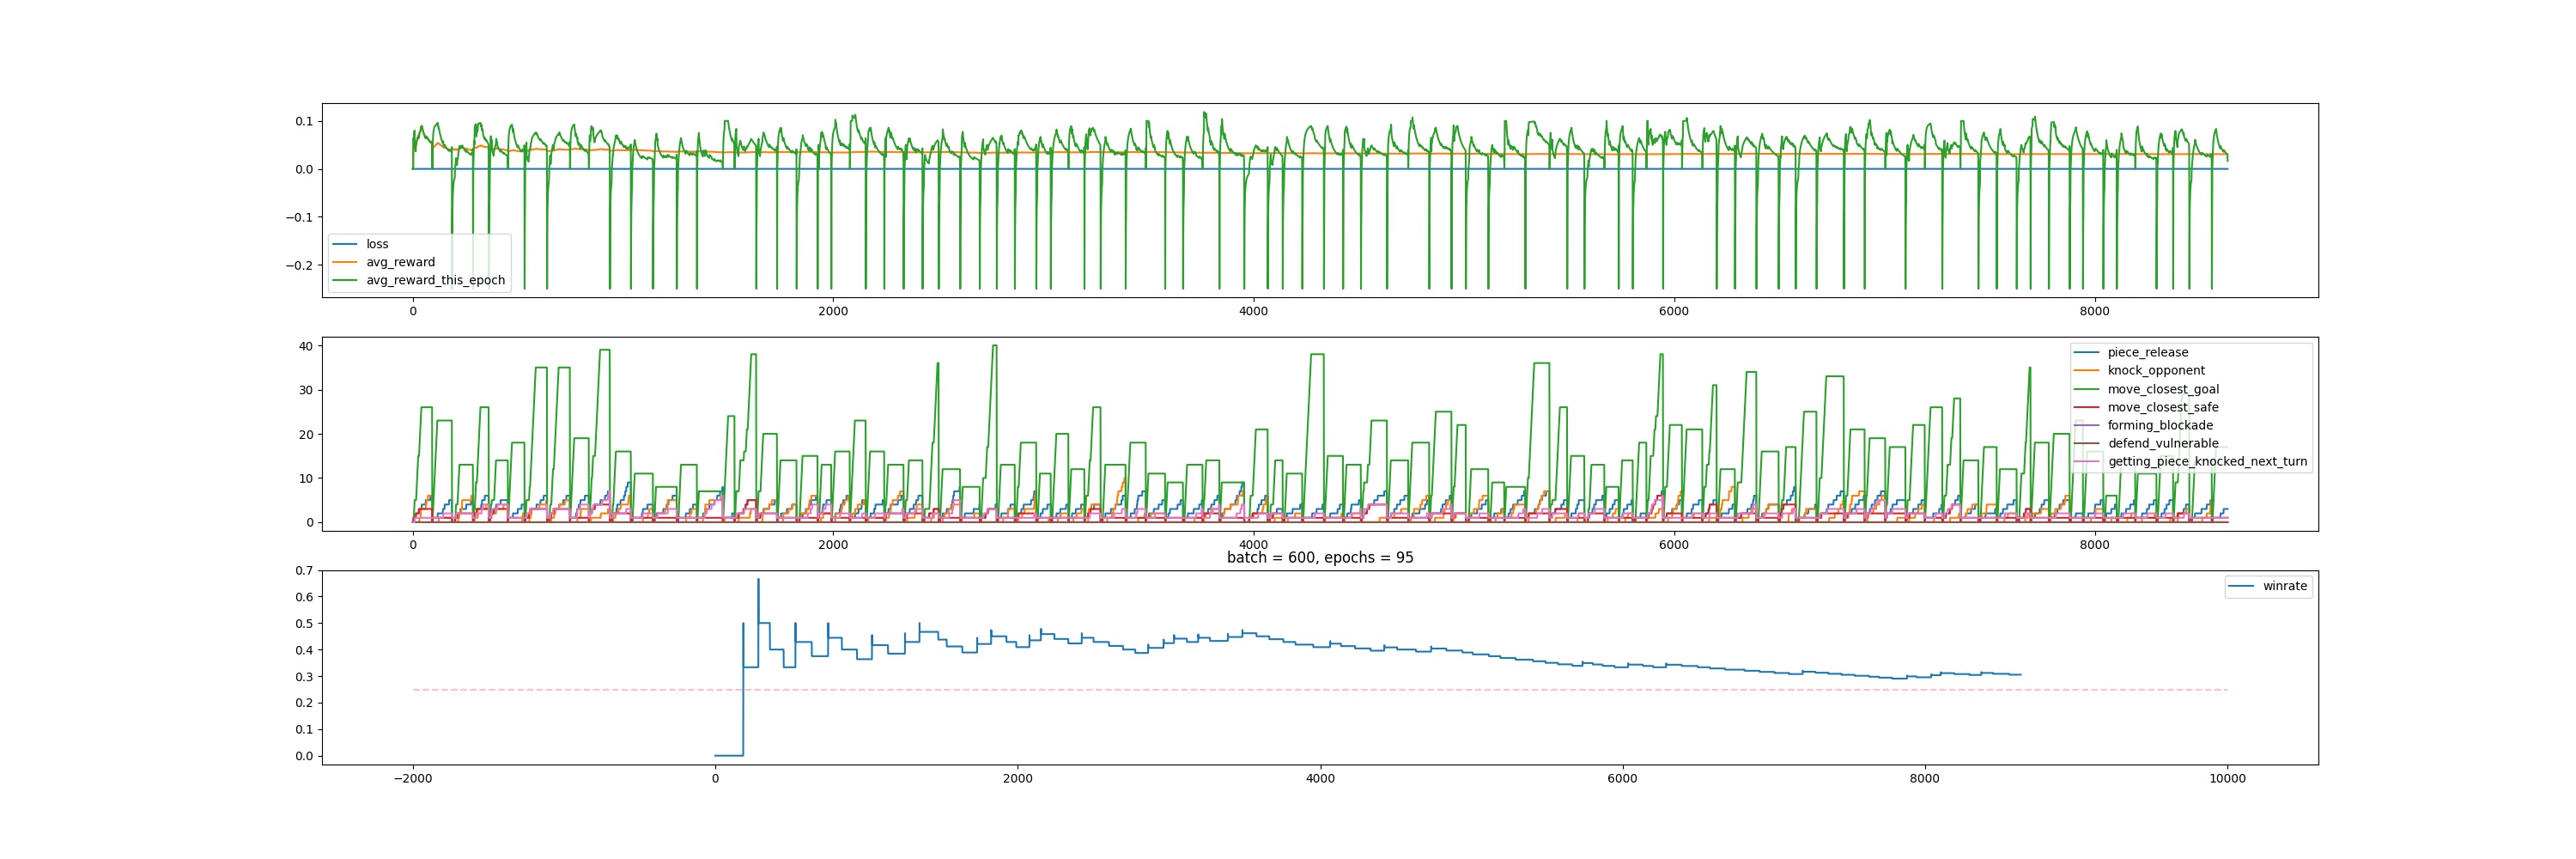 0.1
0.0
−0.1
−0.2
loss
avg_reward
avg_reward_this_epoch
0 2000 4000 6000 8000
40
30
20
10
0
piece_release
knock_opponent
move_closest_goal
move_closest_safe
forming_blockade
defend_vulnerable
getting_piece_knocked_next_turn
0 2000 4000 6000 8000
batch = 600, epochs = 95
0.7
0.6
0.5
0.4
0.3
0.2
0.1
0.0
winrate
−2000 0 2000 4000 6000 8000 10000